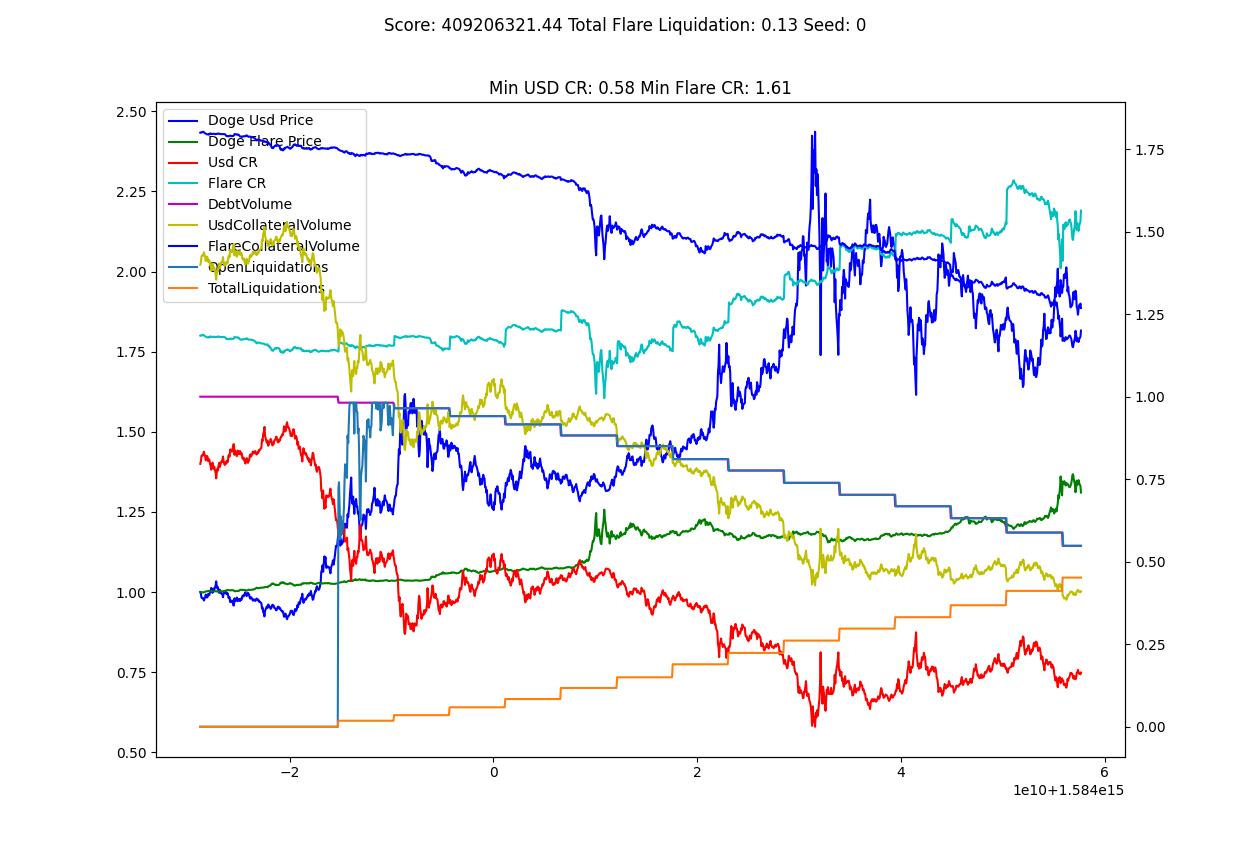 Score: 409206321.44 Total Flare Liquidation: 0.13 Seed: 0
Min USD CR: 0.58 Min Flare CR: 1.61
Doge Usd Price
Doge Flare Price
Usd CR
Flare CR
DebtVolume
UsdCollateralVolume
FlareCollateralVolume
OpenLiquidations
TotalLiquidations
2.50
2.25
2.00
1.75
1.50
1.25
1.00
0.75
0.50
1.75
1.50
1.25
1.00
0.75
0.50
0.25
0.00
−2 0 2 4 6
1e10+1.584e15